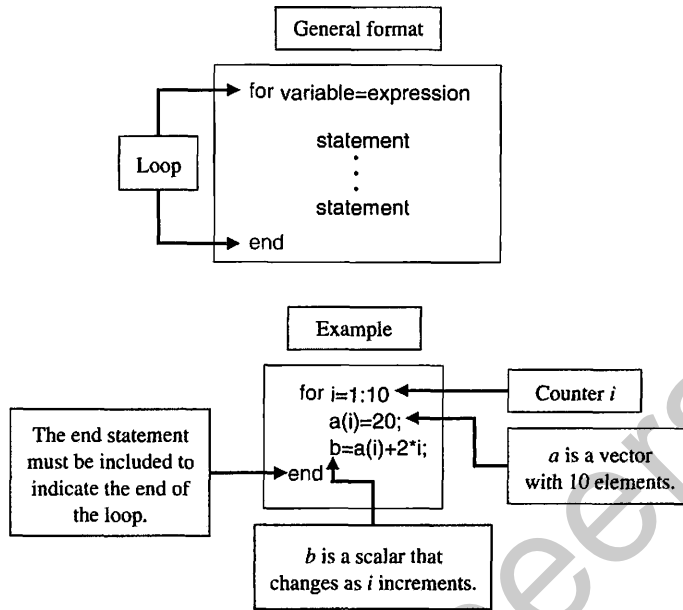 General format
for variable=expression
statement
statement
end
Loop
Example
for i=1:10
a(i)=20;
b=a(i)+2*i;
end
Counter i
The end statement
must be included to
indicate the end of
the loop.
a is a vector
with 10 elements.
b is a scalar that
changes as i increments.